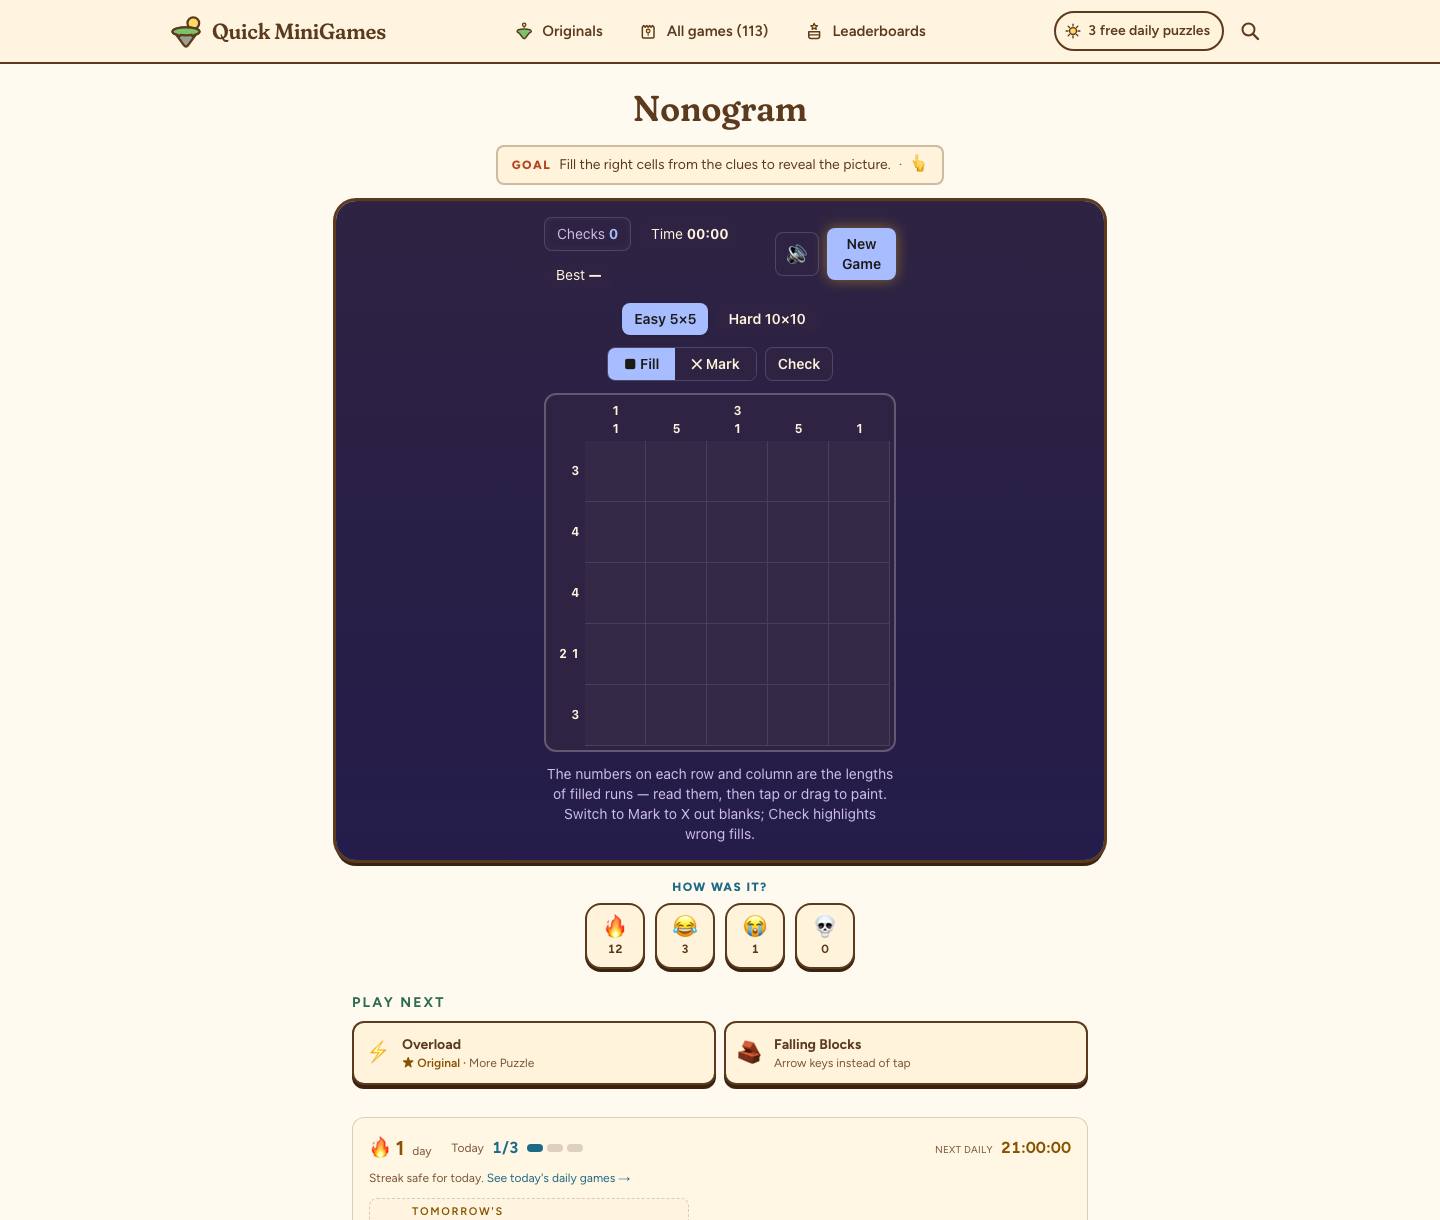 Quick MiniGames
Originals
All games (113)
Leaderboards
3 free daily puzzles
Nonogram
GOAL Fill the right cells from the clues to reveal the picture. ·
Checks 0
Time 00:00
Best —
New
Game
Easy 5×5
Hard 10×10
Fill
Mark
Check
1 3
1 5 1 5 1
3
4
4
2 1
3
The numbers on each row and column are the lengths
of filled runs — read them, then tap or drag to paint.
Switch to Mark to X out blanks; Check highlights
wrong fills.
HOW WAS IT?
12
3
1
0
PLAY NEXT
Overload
Original · More Puzzle
Falling Blocks
Arrow keys instead of tap
1 day
Today 1/3
NEXT DAILY 21:00:00
Streak safe for today. See today's daily games →
TOMORROW'S